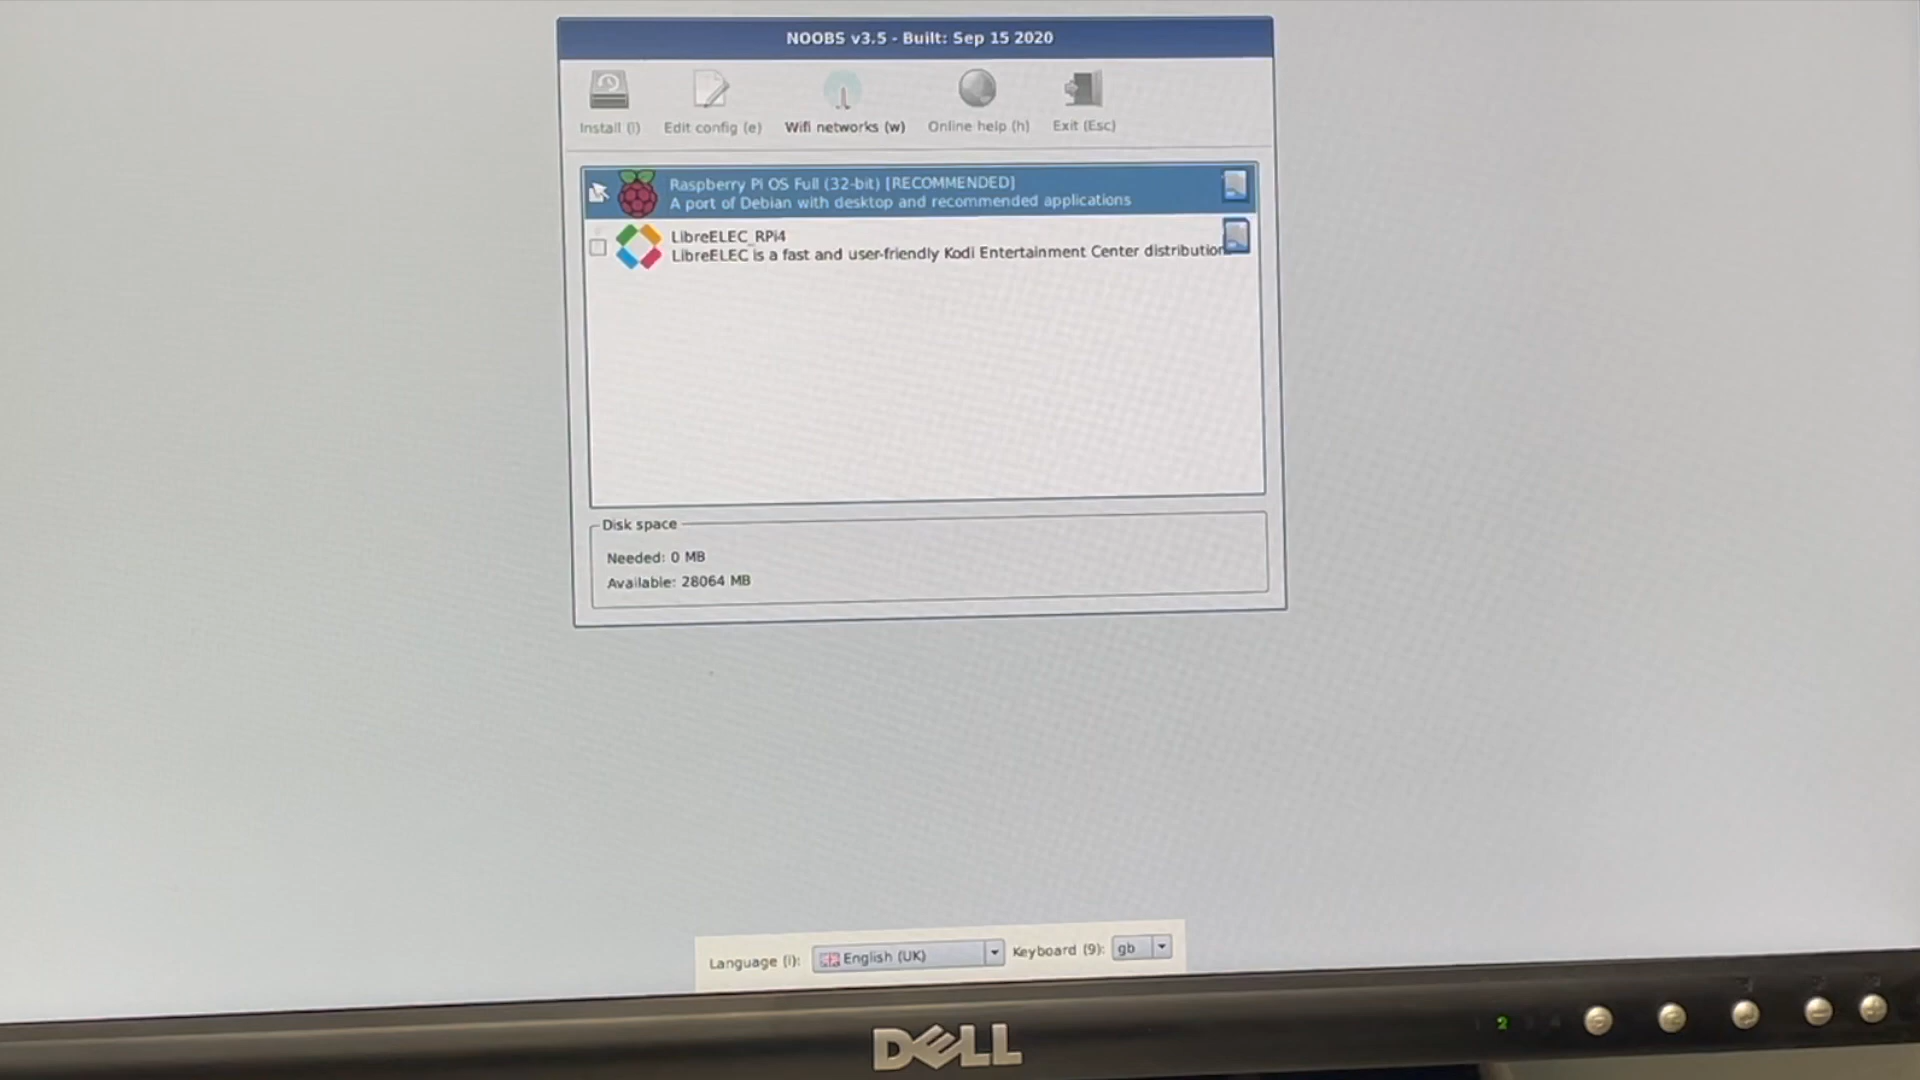 NOOBS v3.5 - Built: Sep 15 2020
Install (i)
Edit config (e)
Wifi networks (w)
Online help (h)
Exit (Esc)
Raspberry Pi OS Full (32-bit) [RECOMMENDED]
A port of Debian with desktop and recommended applications
LibreELEC_RPi4
LibreELEC is a fast and user-friendly Kodi Entertainment Center distribution
Disk space
Needed: 0 MB
Available: 28064 MB
Language (l): English (UK) Keyboard (9): gb
DELL
2